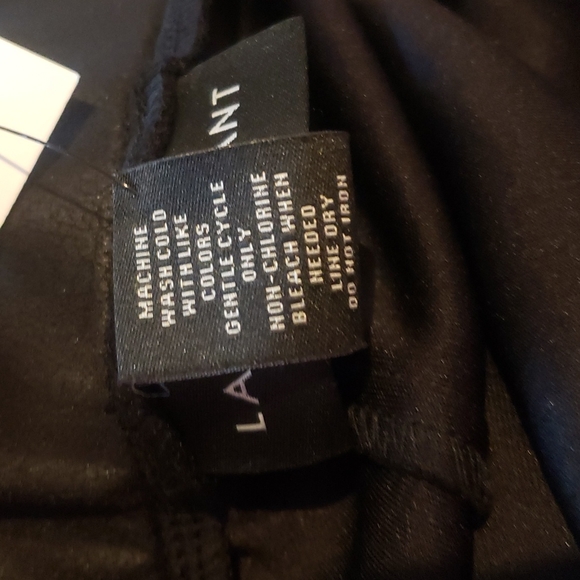 MACHINE
WASH COLD
WITH LIKE
COLORS
GENTLE CYCLE
ONLY
NON-CHLORINE
BLEACH WHEN
NEEDED
LINE DRY
DO NOT IRON